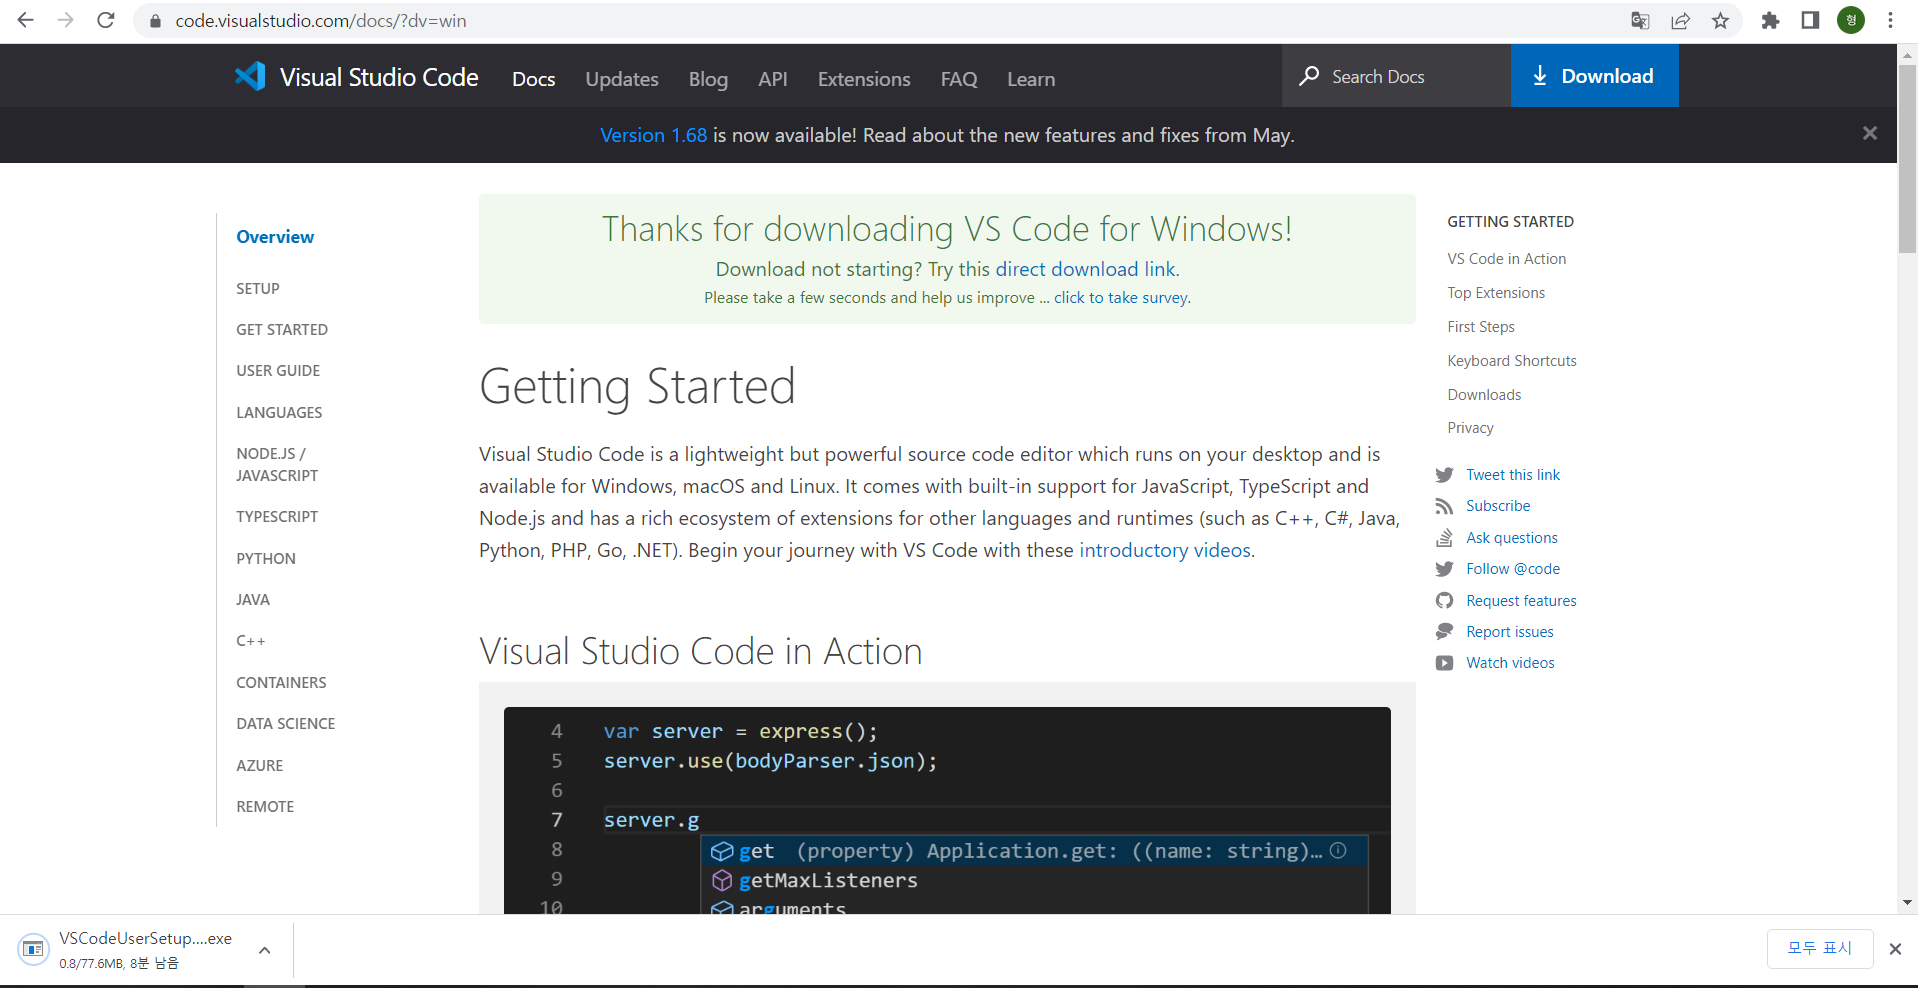 code.visualstudio.com/docs/?dv=win
형
Visual Studio Code Docs Updates Blog API Extensions FAQ Learn Search Docs Download
Version 1.68 is now available! Read about the new features and fixes from May.
Overview
SETUP
GET STARTED
USER GUIDE
LANGUAGES
NODE.JS /
JAVASCRIPT
TYPESCRIPT
PYTHON
JAVA
C++
CONTAINERS
DATA SCIENCE
AZURE
REMOTE
Thanks for downloading VS Code for Windows!
Download not starting? Try this direct download link.
Please take a few seconds and help us improve ... click to take survey.
Getting Started
Visual Studio Code is a lightweight but powerful source code editor which runs on your desktop and is
available for Windows, macOS and Linux. It comes with built-in support for JavaScript, TypeScript and
Node.js and has a rich ecosystem of extensions for other languages and runtimes (such as C++, C#, Java,
Python, PHP, Go, .NET). Begin your journey with VS Code with these introductory videos.
Visual Studio Code in Action
4 var server = express();
5 server.use(bodyParser.json);
6
7 server.g
8 get (property) Application.get: ((name: string)…
9 getMaxListeners
10 arguments
GETTING STARTED
VS Code in Action
Top Extensions
First Steps
Keyboard Shortcuts
Downloads
Privacy
Tweet this link
Subscribe
Ask questions
Follow @code
Request features
Report issues
Watch videos
VSCodeUserSetup....exe
0.8/77.6MB, 8분 남음
모두 표시